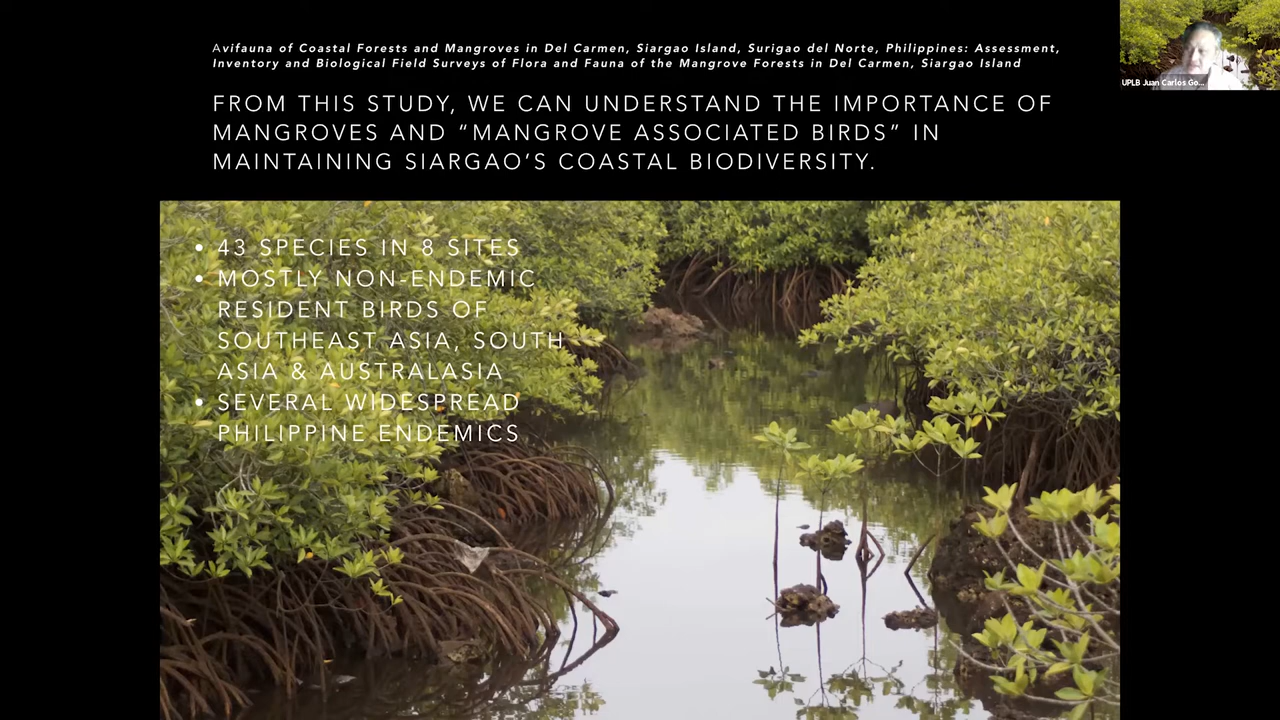 Avifauna of Coastal Forests and Mangroves in Del Carmen, Siargao Island, Surigao del Norte, Philippines: Assessment,
Inventory and Biological Field Surveys of Flora and Fauna of the Mangrove Forests in Del Carmen, Siargao Island
FROM THIS STUDY, WE CAN UNDERSTAND THE IMPORTANCE OF
MANGROVES AND “MANGROVE ASSOCIATED BIRDS” IN
MAINTAINING SIARGAO’S COASTAL BIODIVERSITY.
• 43 SPECIES IN 8 SITES
• MOSTLY NON-ENDEMIC
RESIDENT BIRDS OF
SOUTHEAST ASIA, SOUTH
ASIA & AUSTRALASIA
• SEVERAL WIDESPREAD
PHILIPPINE ENDEMICS
UPLB Juan Carlos Go...